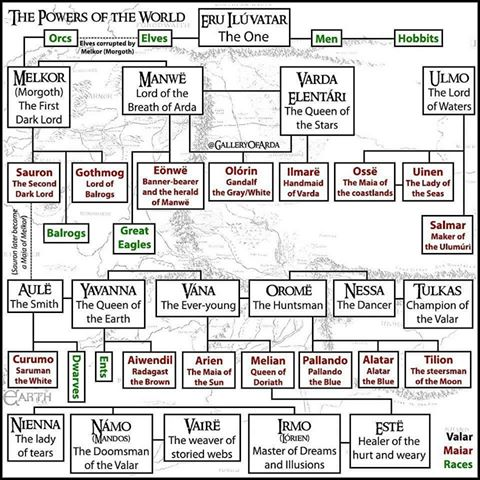 THE POWERS OF THE WORLD
ERU ILÚVATAR
The One
Orcs
Elves
Elves corrupted by
Melkor (Morgoth)
Men
Hobbits
MELKOR
(Morgoth)
The First
Dark Lord
MANWË
Lord of the
Breath of Arda
VARDA
ELENTÁRI
The Queen of
the Stars
ULMO
The Lord
of Waters
@GALLERYOFARDA
Sauron
The Second
Dark Lord
Gothmog
Lord of
Balrogs
Eönwë
Banner-bearer
and the herald
of Manwë
Olórin
Gandalf
the Gray/White
Ilmarë
Handmaid
of Varda
Ossë
The Maia of
the coastlands
Uinen
The Lady of
the Seas
Salmar
Maker of
the Ulumúri
Balrogs
Great
Eagles
(Sauron later became
a Maia of Melkor)
AULË
The Smith
YAVANNA
The Queen of
the Earth
VÁNA
The Ever-young
OROMË
The Huntsman
NESSA
The Dancer
TULKAS
Champion of
the Valar
Curumo
Saruman
the White
Dwarves
Ents
Aiwendil
Radagast
the Brown
Arien
The Maia of
the Sun
Melian
Queen of
Doriath
Pallando
Pallando
the Blue
Alatar
Alatar
the Blue
Tilion
The steersman
of the Moon
EARTH
NIENNA
The lady
of tears
NÁMO
(MANDOS)
The Doomsman
of the Valar
VAIRË
The weaver of
storied webs
IRMO
(LÓRIEN)
Master of Dreams
and Illusions
ESTË
Healer of the
hurt and weary
Valar
Maiar
Races